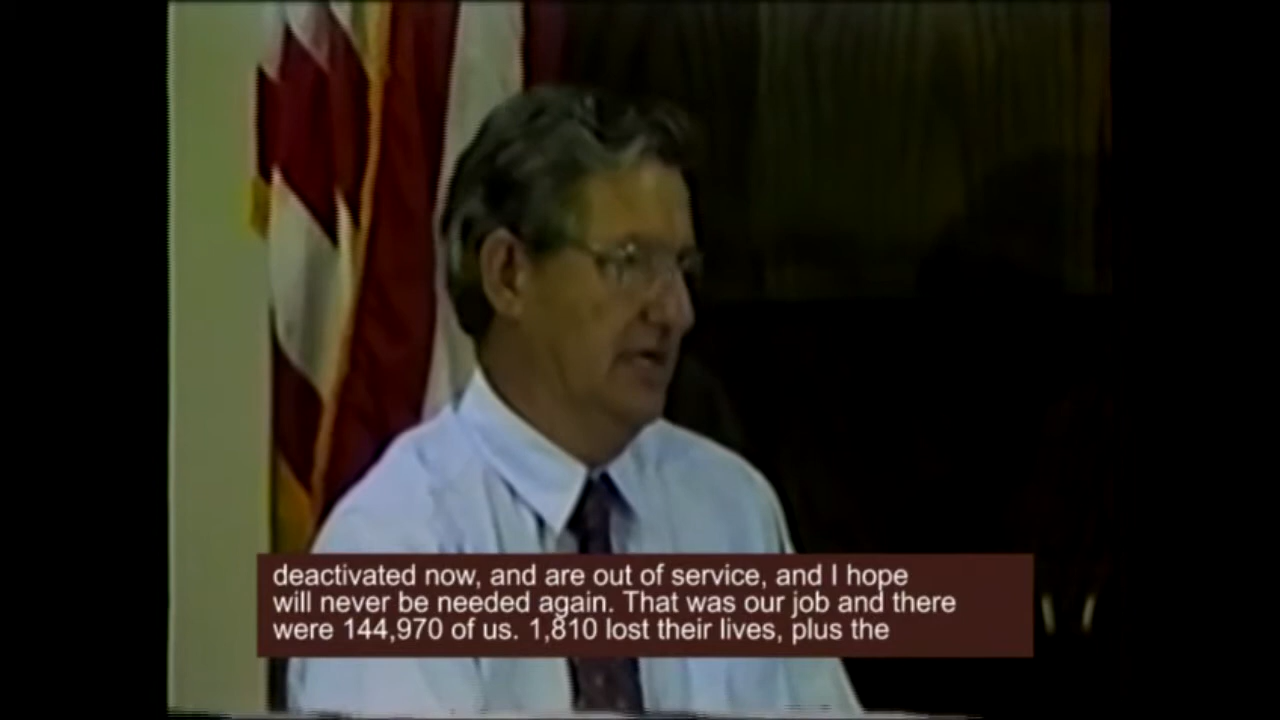 deactivated now, and are out of service, and I hope
will never be needed again. That was our job and there
were 144,970 of us. 1,810 lost their lives, plus the